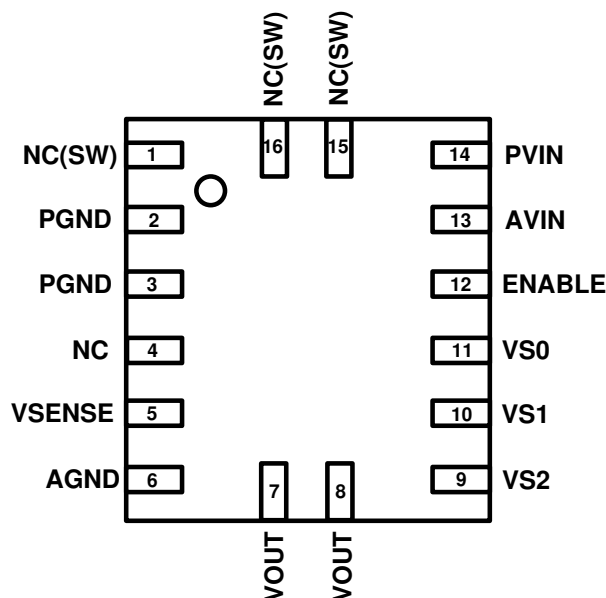 NC(SW)
NC(SW)
16
15
NC(SW)
1
14
PVIN
PGND
2
13
AVIN
PGND
3
12
ENABLE
NC
4
11
VS0
VSENSE
5
10
VS1
AGND
6
7
8
9
VS2
VOUT
VOUT